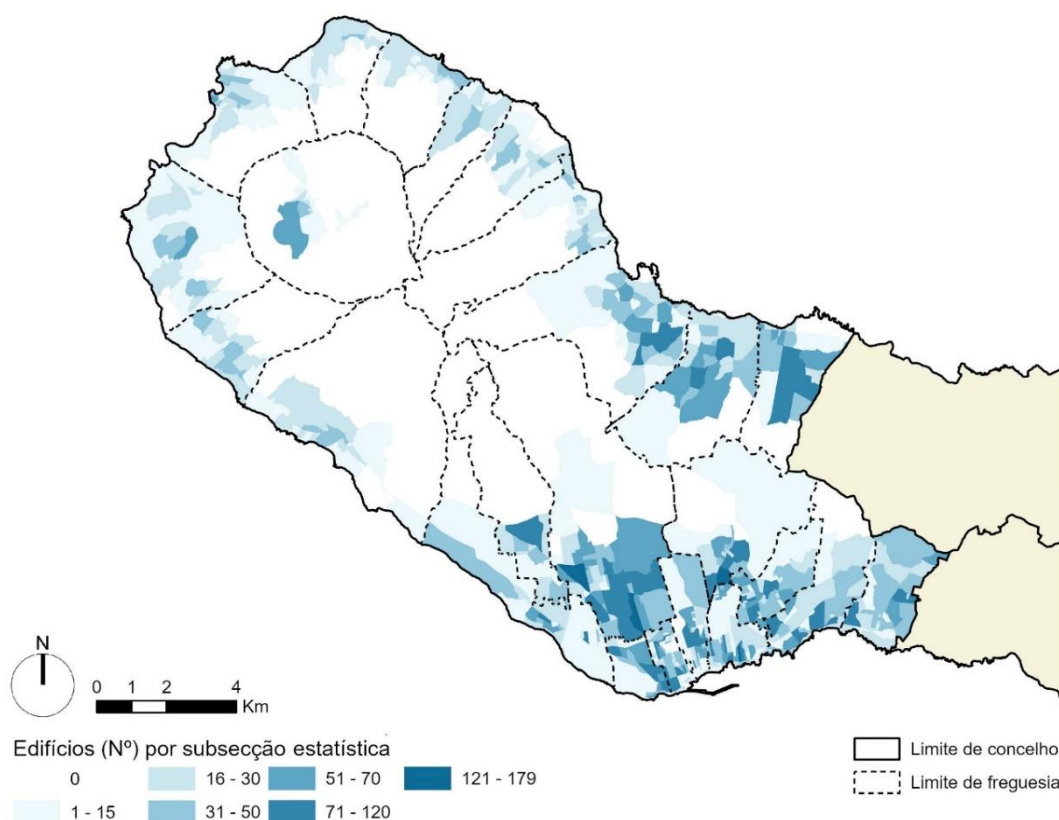 N
0 1 2 4
Km
Edifícios (Nº) por subsecção estatística
0 16 - 30 51 - 70 121 - 179
1 - 15 31 - 50 71 - 120
Limite de concelho
Limite de freguesia